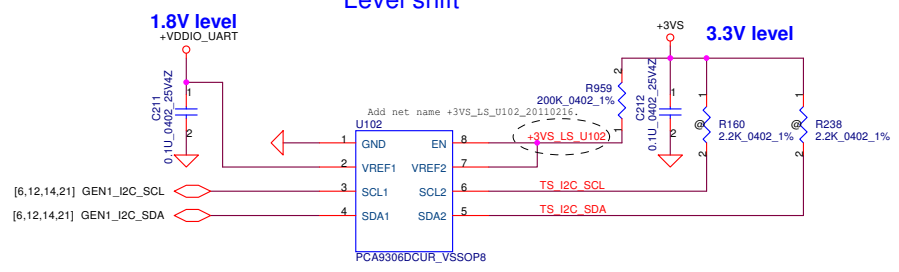 Level shift
1.8V level
+VDDIO_UART
+3VS
3.3V level
C211
0.1U_0402_25V4Z
1
2
Add net name +3VS_LS_U102_20110216.
R959
200K_0402_1%
2
1
C212
0.1U_0402_25V4Z
1
2
@
R160
2.2K_0402_1%
1
2
@
R238
2.2K_0402_1%
1
2
U102
1 GND EN 8 +3VS_LS_U102
2 VREF1 VREF2 7
[6,12,14,21] GEN1_I2C_SCL 3 SCL1 SCL2 6 TS_I2C_SCL
[6,12,14,21] GEN1_I2C_SDA 4 SDA1 SDA2 5 TS_I2C_SDA
PCA9306DCUR_VSSOP8